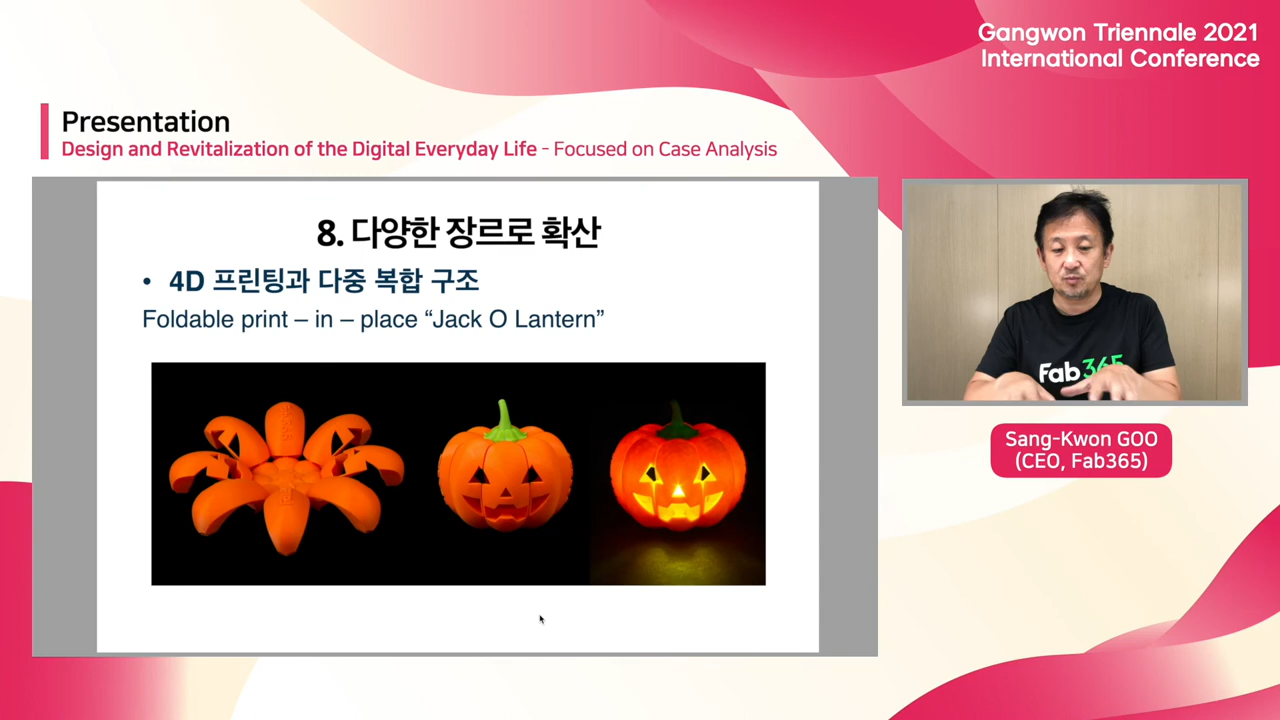 Gangwon Triennale 2021
International Conference
Presentation
Design and Revitalization of the Digital Everyday Life - Focused on Case Analysis
8. 다양한 장르로 확산
• 4D 프린팅과 다중 복합 구조
Foldable print – in – place “Jack O Lantern”
Fab365
Sang-Kwon GOO
(CEO, Fab365)